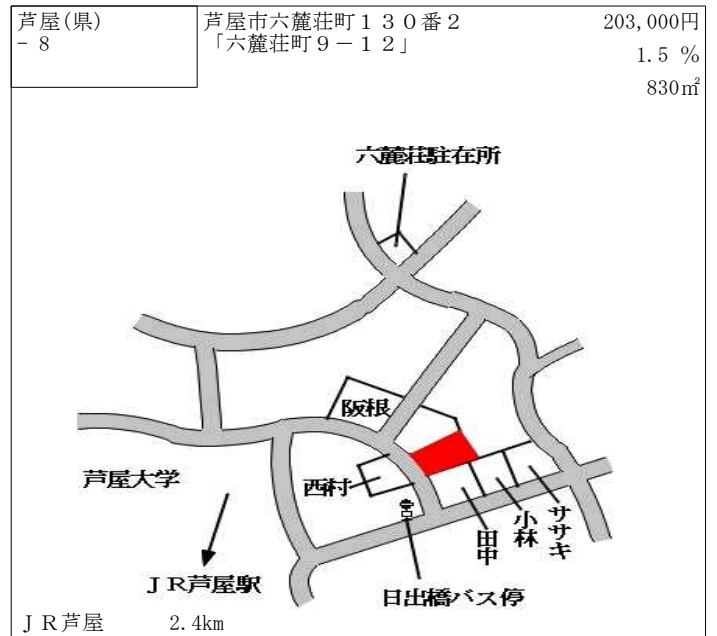 芦屋(県)
－8
芦屋市六麓荘町１３０番２
「六麓荘町９－１２」
203,000円
1.5 %
830㎡
六麓荘駐在所
阪根
芦屋大学
西村
田中
小林
ササキ
ＪＲ芦屋駅
日出橋バス停
ＪＲ芦屋 2.4km